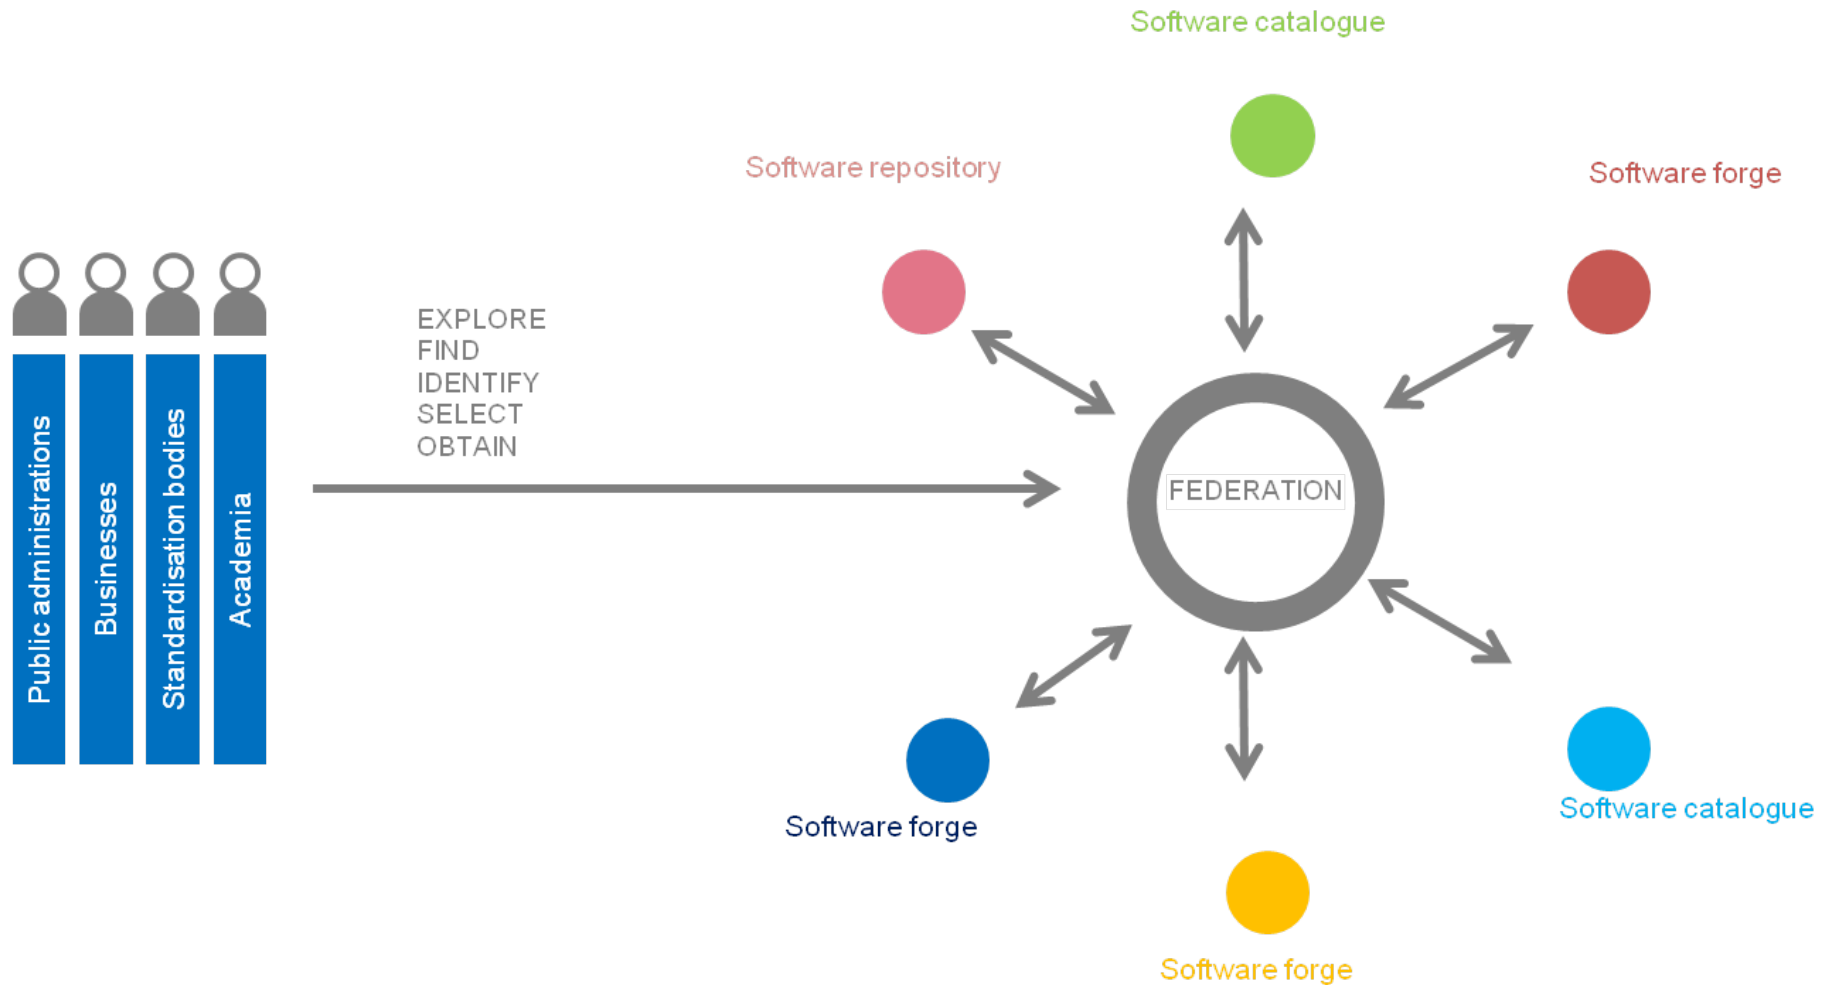 Software catalogue
Software repository
Software forge
EXPLORE
FIND
IDENTIFY
SELECT
OBTAIN
Public administrations
Businesses
Standardisation bodies
Academia
FEDERATION
Software forge
Software catalogue
Software forge